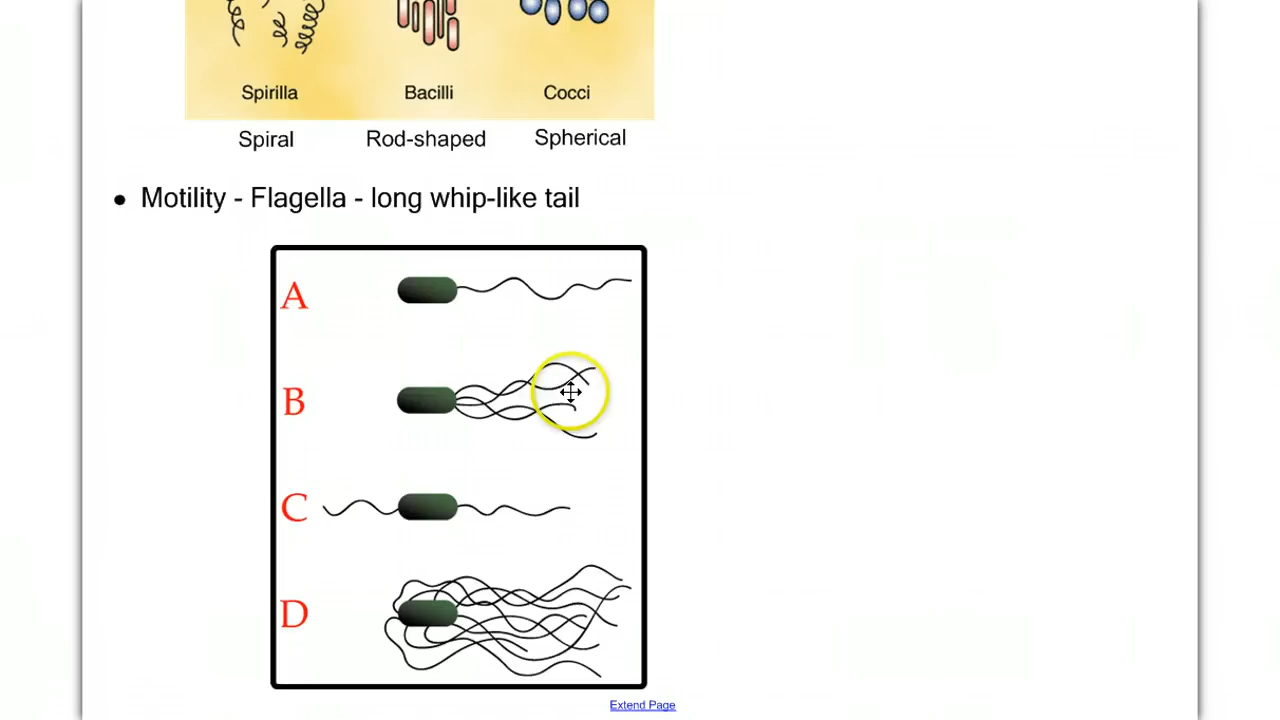 Spirilla Bacilli Cocci
Spiral Rod-shaped Spherical
• Motility - Flagella - long whip-like tail
A
B
C
D
Extend Page